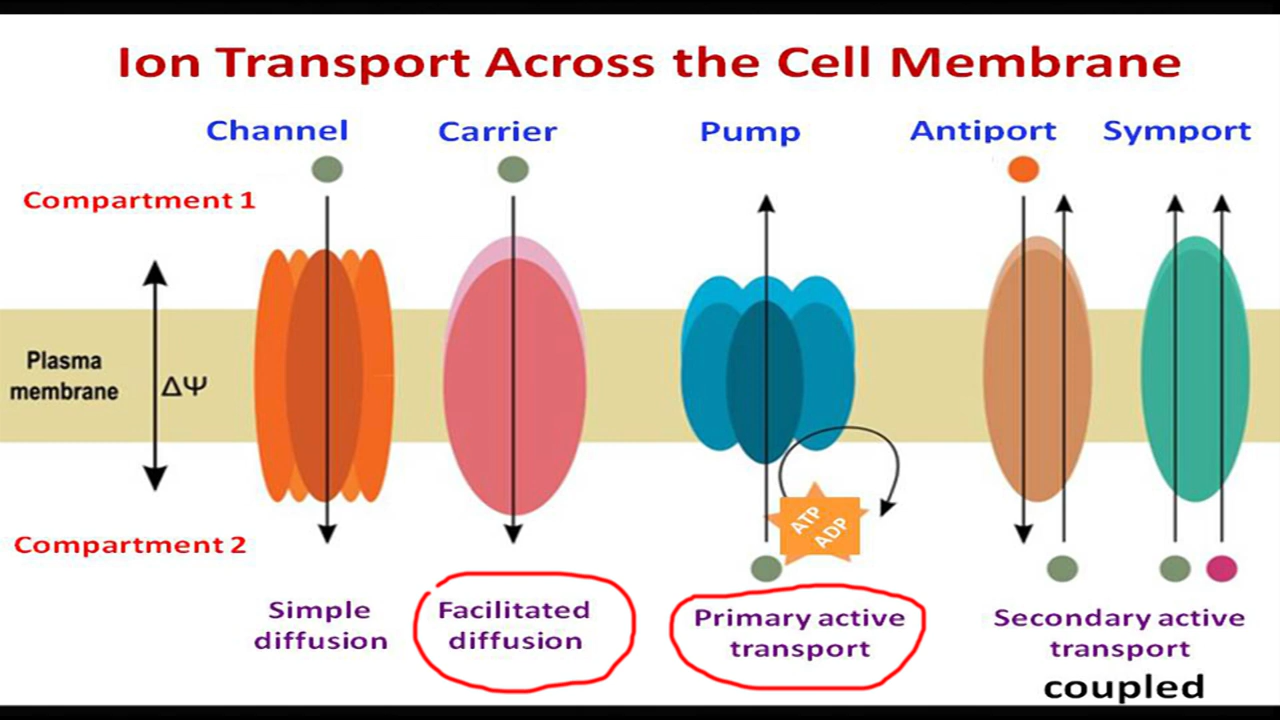 Ion Transport Across the Cell Membrane
Channel
Carrier
Pump
Antiport
Symport
Compartment 1
Plasma
membrane
ΔΨ
ATP
ADP
Compartment 2
Simple
diffusion
Facilitated
diffusion
Primary active
transport
Secondary active
transport
coupled